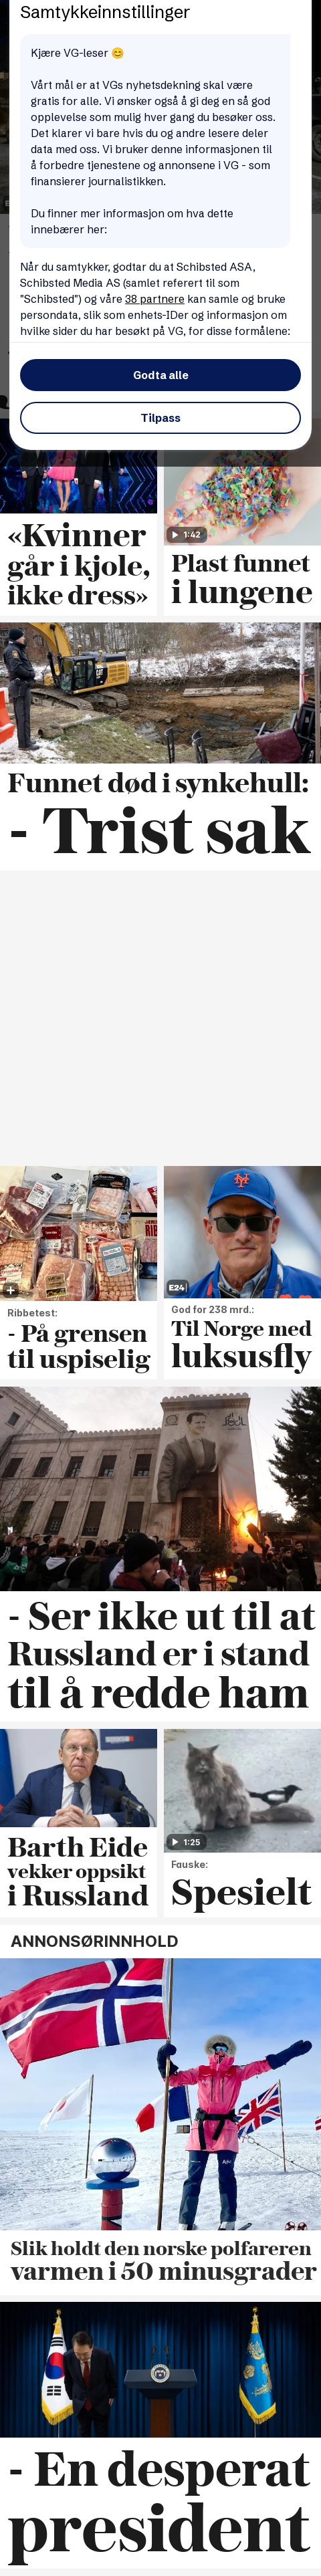 Samtykkeinnstillinger
Kjære VG-leser 😊
Vårt mål er at VGs nyhetsdekning skal være
gratis for alle. Vi ønsker også å gi deg en så god
opplevelse som mulig hver gang du besøker oss.
Det klarer vi bare hvis du og andre lesere deler
data med oss. Vi bruker denne informasjonen til
å forbedre tjenestene og annonsene i VG - som
finansierer journalistikken.
Du finner mer informasjon om hva dette
innebærer her:
Når du samtykker, godtar du at Schibsted ASA,
Schibsted Media AS (samlet referert til som
"Schibsted") og våre 38 partnere kan samle og bruke
persondata, slik som enhets-IDer og informasjon om
hvilke sider du har besøkt på VG, for disse formålene:
Godta alle
Tilpass
«Kvinner
går i kjole,
ikke dress»
1:42
Plast funnet
i lungene
Funnet død i synkehull:
- Trist sak
Ribbetest:
- På grensen
til uspiselig
E24
God for 238 mrd.:
Til Norge med
luksusfly
- Ser ikke ut til at
Russland er i stand
til å redde ham
Barth Eide
vekker oppsikt
i Russland
1:25
Fauske:
Spesielt
ANNONSØRINNHOLD
Slik holdt den norske polfareren
varmen i 50 minusgrader
- En desperat
president